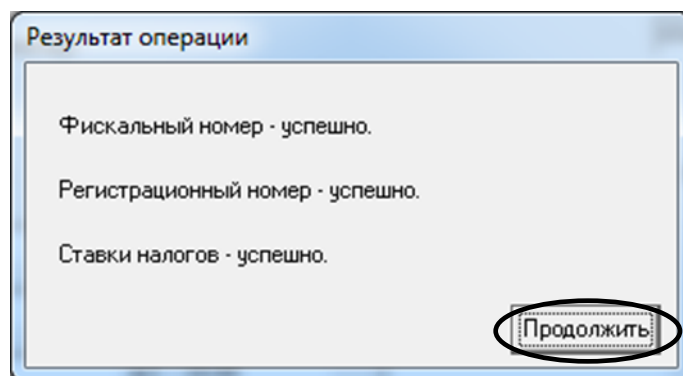 Результат операции
Фискальный номер - успешно.
Регистрационный номер - успешно.
Ставки налогов - успешно.
Продолжить